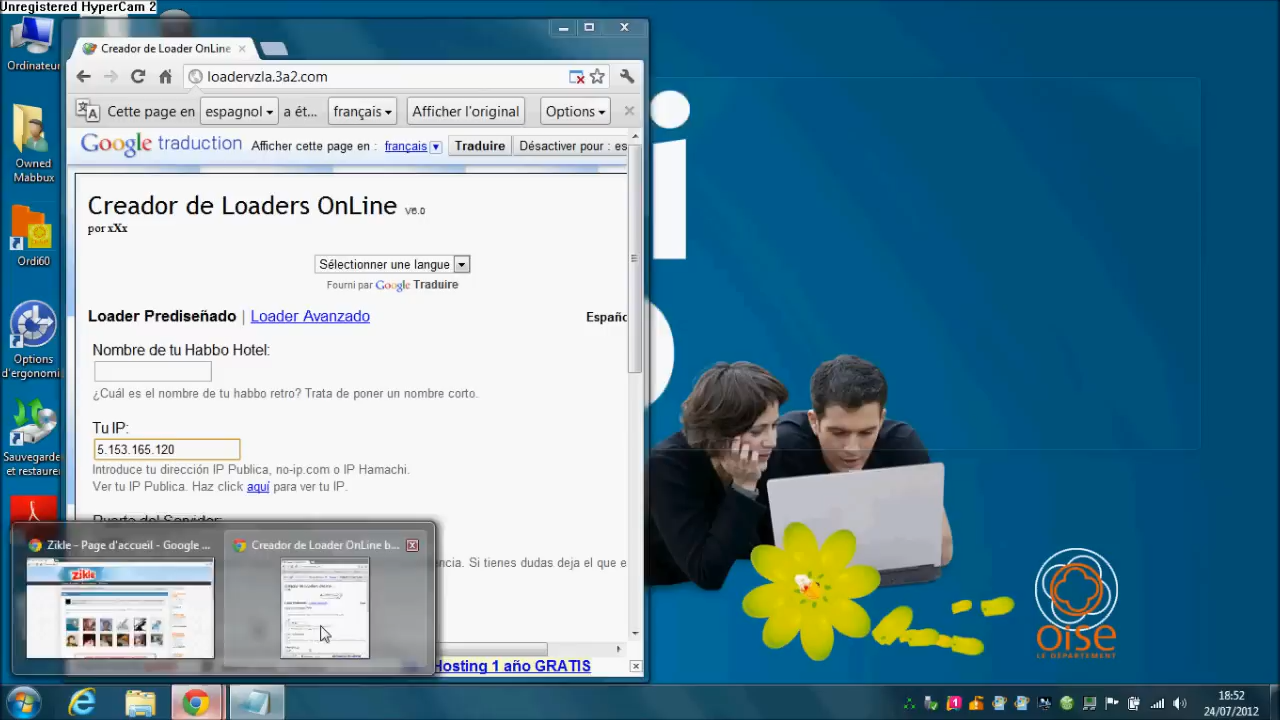 Unregistered HyperCam 2
Ordinateur
Owned
Mabbux
Ordi60
Options
d'ergonomi
Sauvegarde
et restaure
Creador de Loader OnLine
loadervzla.3a2.com
Cette page en espagnol a ét... français Afficher l'original Options
Google traduction Afficher cette page en : français Traduire Désactiver pour : es
Creador de Loaders OnLine V6.0
por xXx
Sélectionner une langue
Fourni par Google Traduire
Loader Prediseñado | Loader Avanzado Españo
Nombre de tu Habbo Hotel:
¿Cuál es el nombre de tu habbo retro? Trata de poner un nombre corto.
Tu IP:
5.153.165.120
Introduce tu dirección IP Publica, no-ip.com o IP Hamachi.
Ver tu IP Publica. Haz click aquí para ver tu IP.
Puerto del Servidor:
encia. Si tienes dudas deja el que e
Zikle - Page d'accueil - Google ...
Creador de Loader OnLine b...
zikle
Hosting 1 año GRATIS
oise
LE DÉPARTEMENT
18:52
24/07/2012